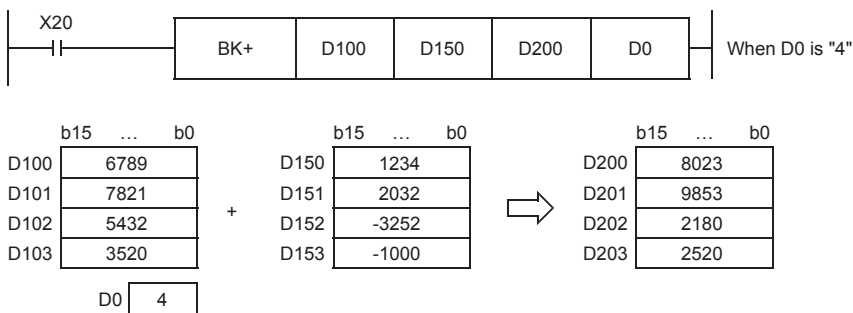 X20
BK+ D100 D150 D200 D0 When D0 is "4"
b15 … b0 b15 … b0 b15 … b0
D100 6789 D150 1234 D200 8023
D101 7821 D151 2032 D201 9853
+
D102 5432 D152 -3252 D202 2180
D103 3520 D153 -1000 D203 2520
D0 4